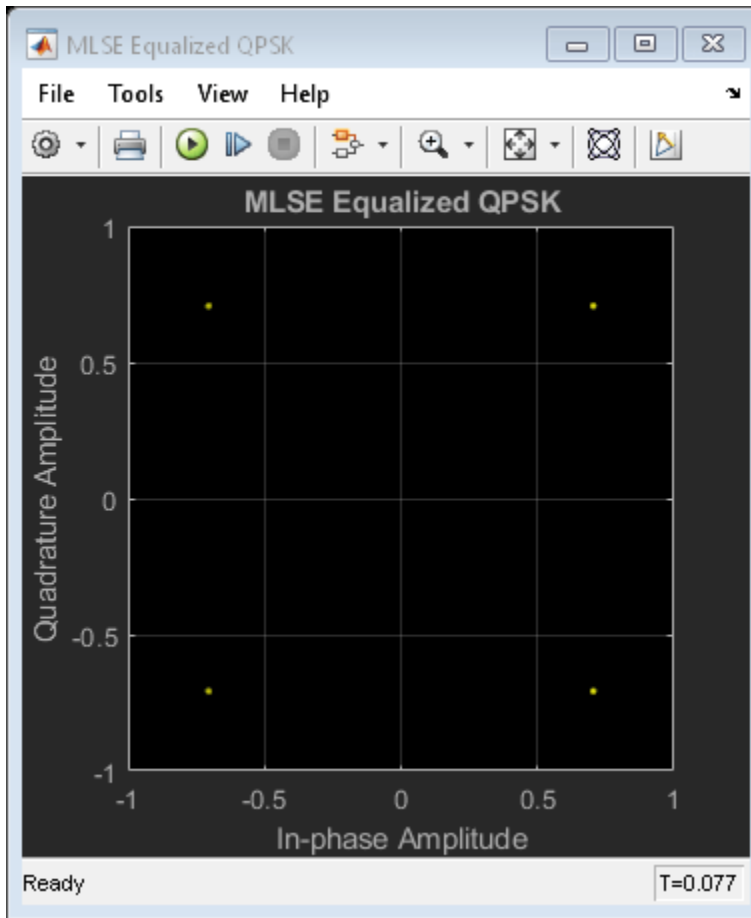 MLSE Equalized QPSK
File Tools View Help
MLSE Equalized QPSK
1
0.5
0
-0.5
-1
Quadrature Amplitude
-1 -0.5 0 0.5 1
In-phase Amplitude
Ready T=0.077